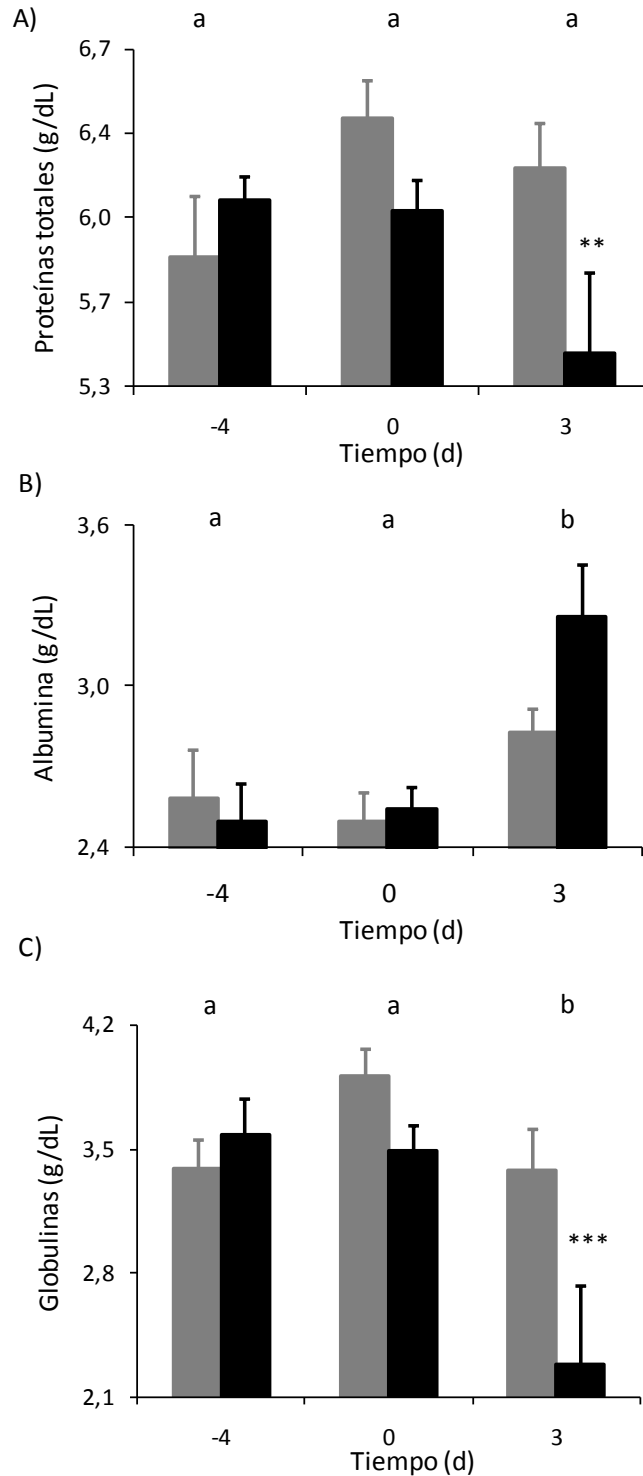 A)
a a a
6,7
6,4
6,0
5,7
5,3
Proteínas totales (g/dL)
**
-4 0 3
Tiempo (d)
B)
a a b
3,6
3,0
2,4
Albumina (g/dL)
-4 0 3
Tiempo (d)
C)
a a b
4,2
3,5
2,8
2,1
Globulinas (g/dL)
***
-4 0 3
Tiempo (d)